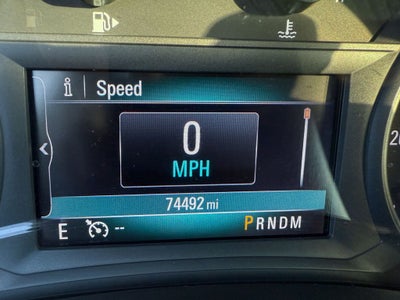 i Speed
0
MPH
74492 mi
E -- PRNDM